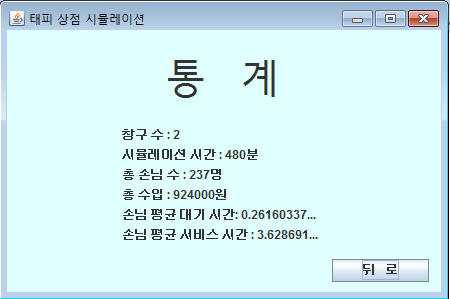 태피 상점 시뮬레이션
통 계
창구 수 : 2
시뮬레이션 시간 : 480분
총 손님 수 : 237명
총 수입 : 924000원
손님 평균 대기 시간: 0.26160337...
손님 평균 서비스 시간 : 3.628691...
뒤 로